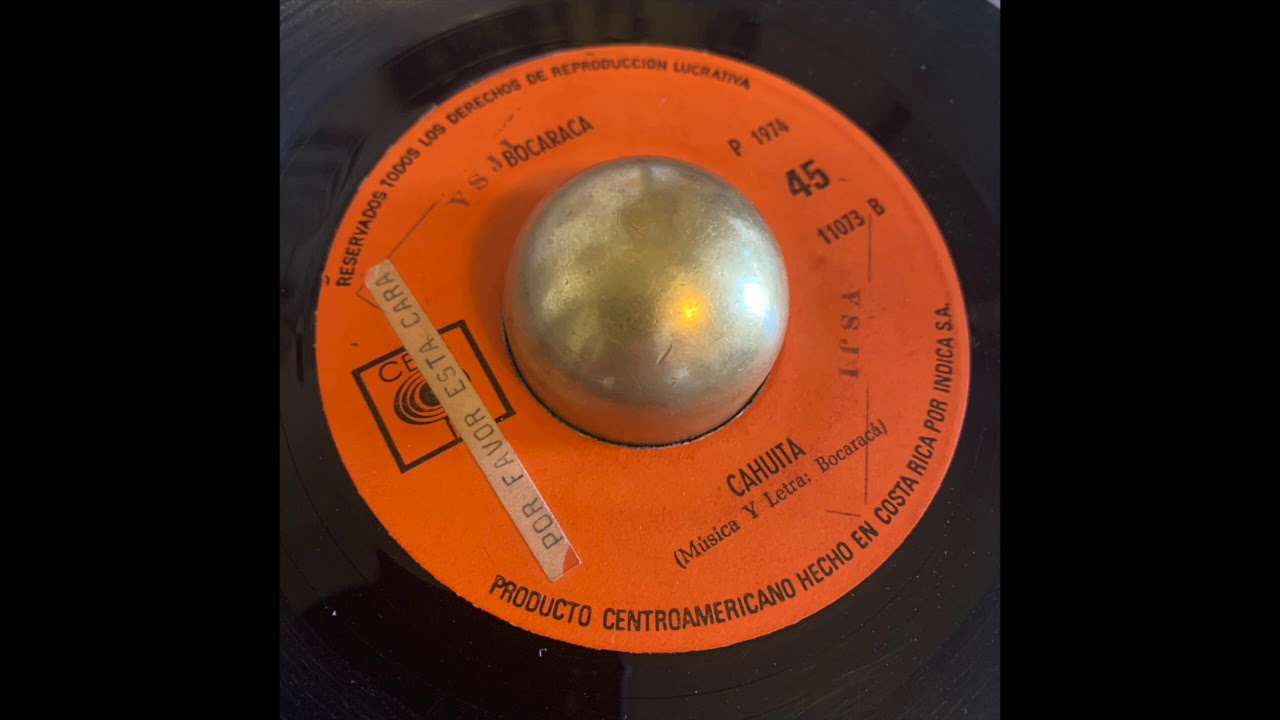 RESERVADOS TODOS LOS DERECHOS DE REPRODUCCION LUCRATIVA
BOCARACA
P 1974
45
11073 B
POR FAVOR ESTA CARA
CAHUITA
(Música Y Letra: Bocaracá)
PRODUCTO CENTROAMERICANO HECHO EN COSTA RICA POR INDICA S.A.